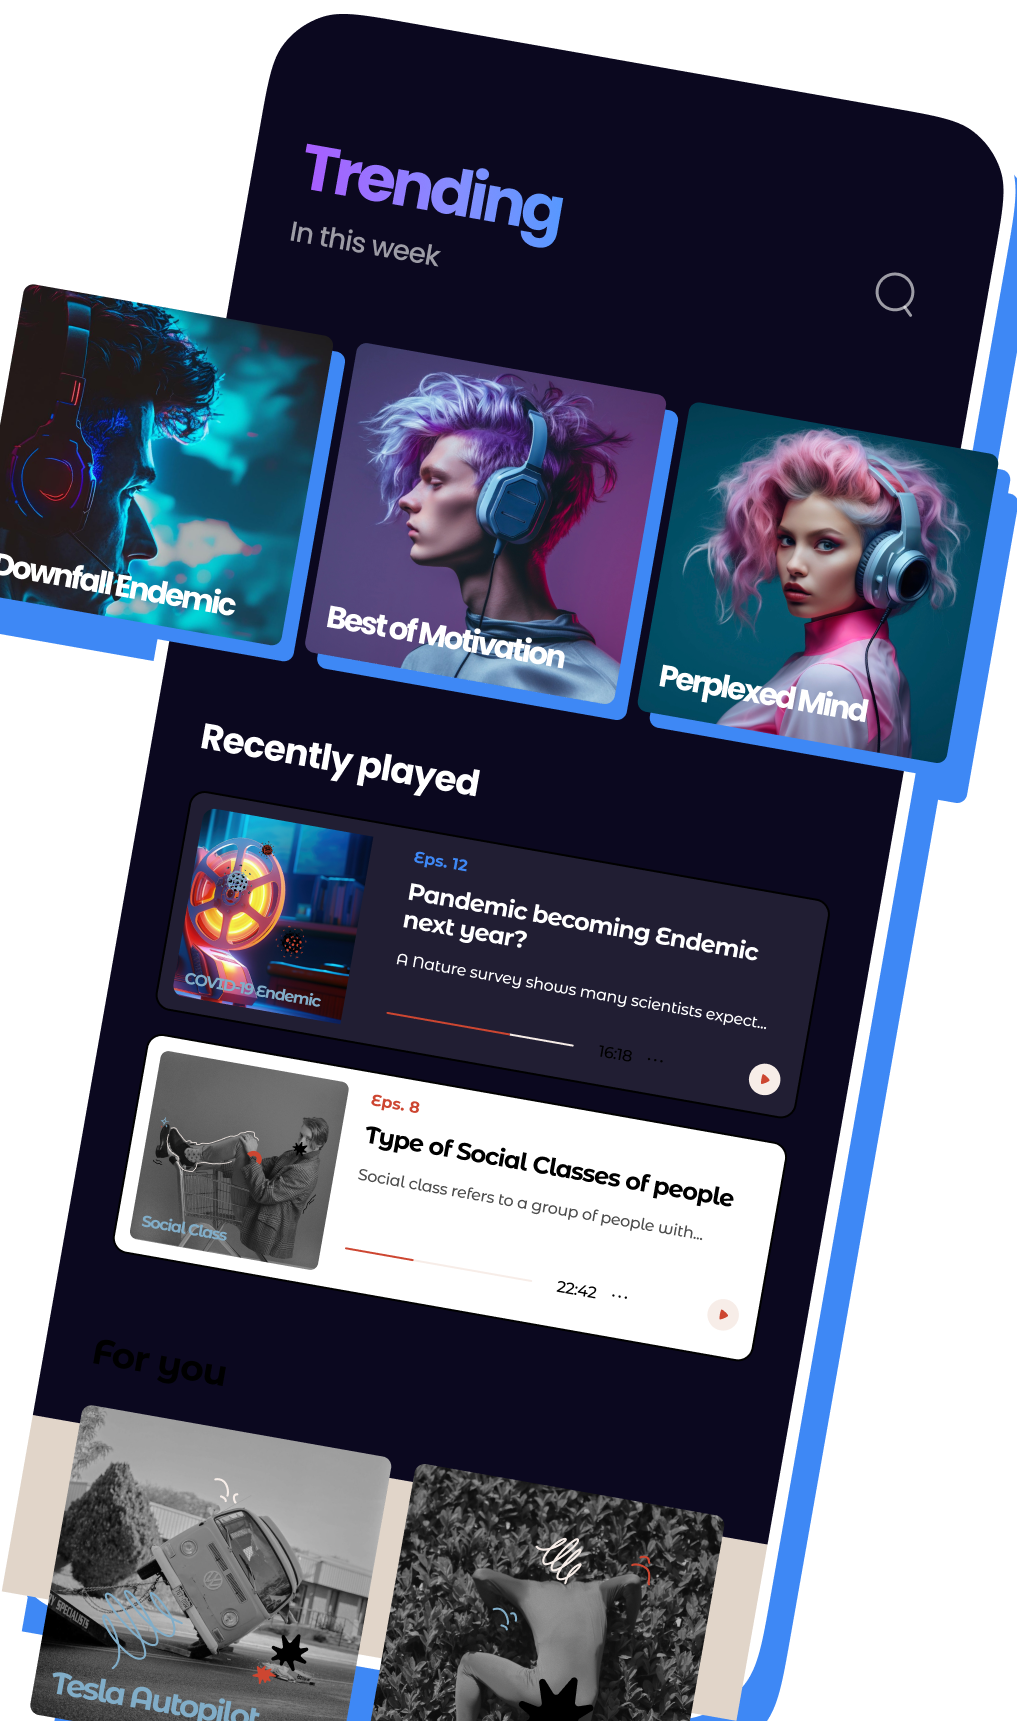 Trending
In this week
Downfall Endemic
Best of Motivation
Perplexed Mind
Recently played
Eps. 12
Pandemic becoming Endemic
next year?
A Nature survey shows many scientists expect...
COVID-19 Endemic
16:18 ...
Eps. 8
Type of Social Classes of people
Social class refers to a group of people with...
Social Class
22:42 ...
For you
SPECIALISTS
Tesla Autopilot